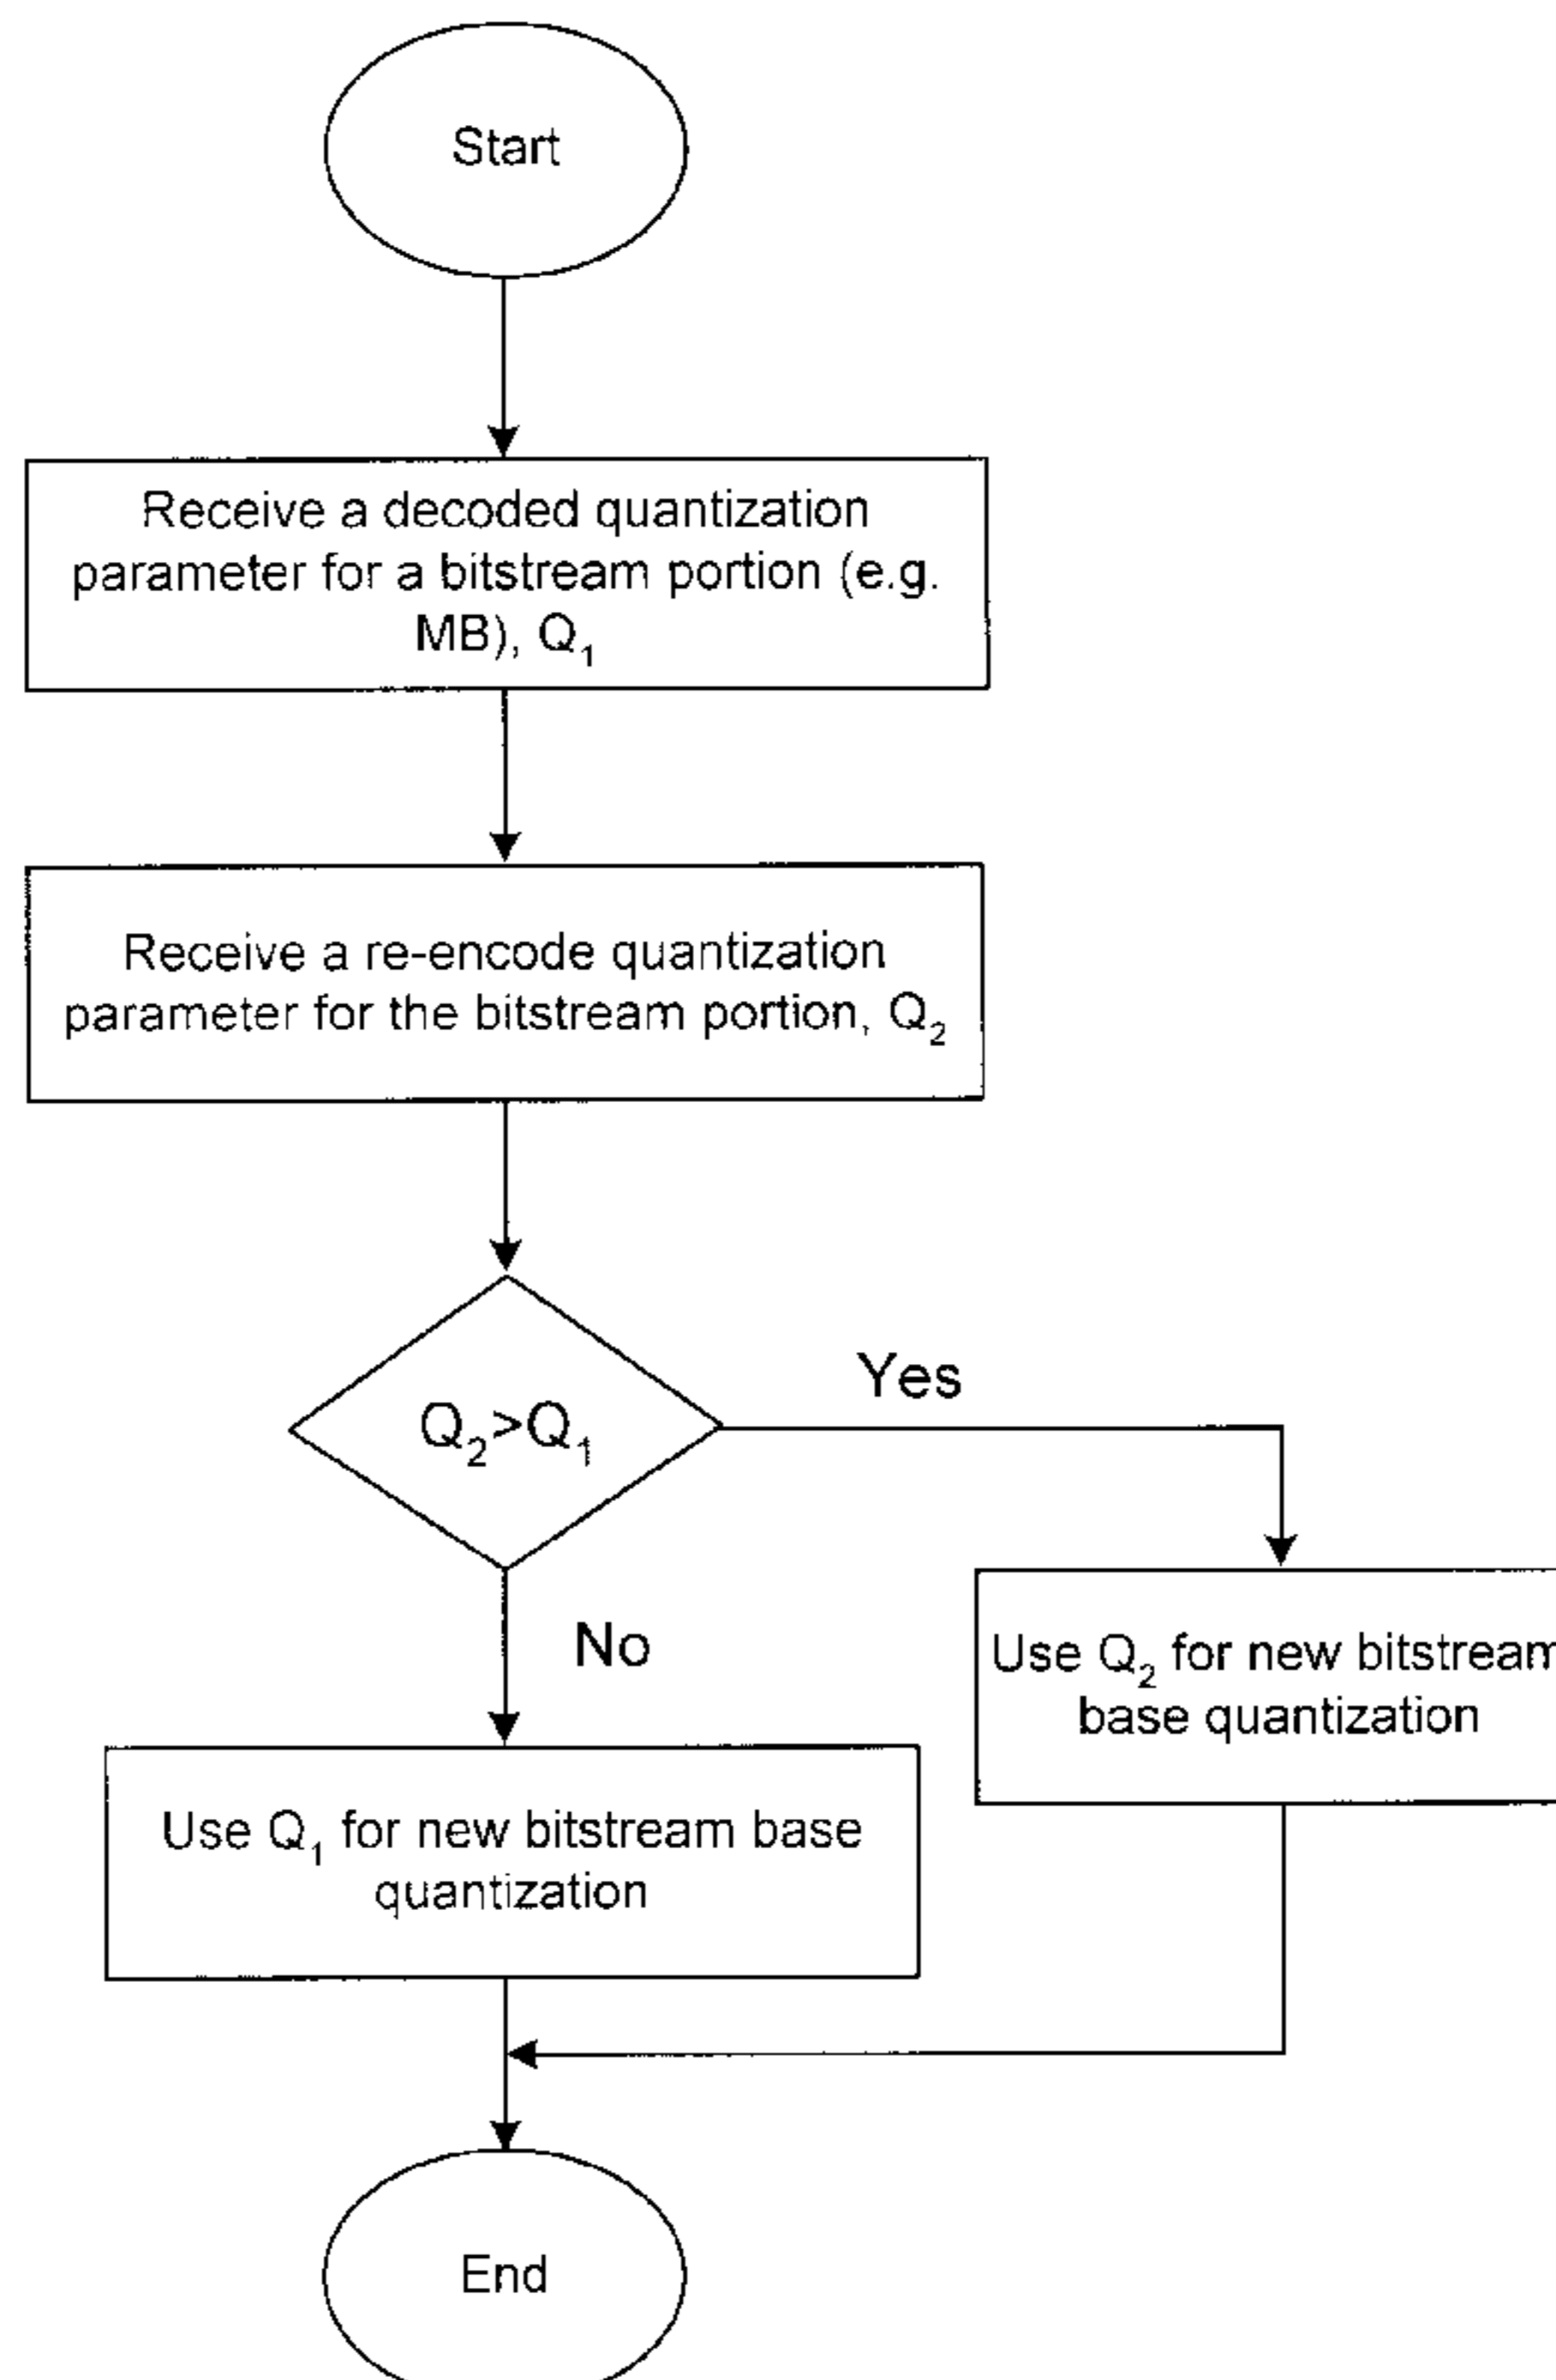 Start
Receive a decoded quantization
parameter for a bitstream portion (e.g.
MB), Q₁
Receive a re-encode quantization
parameter for the bitstream portion, Q₂
Q₂>Q₁
Yes
No
Use Q₂ for new bitstream
base quantization
Use Q₁ for new bitstream base
quantization
End